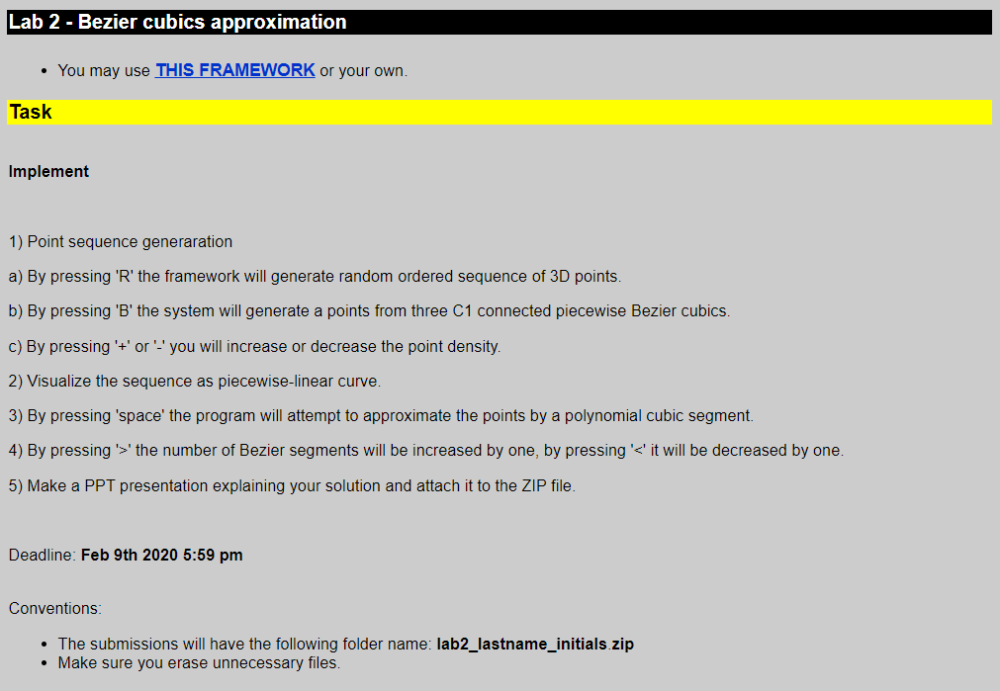 Lab 2 - Bezier cubics approximation
• You may use THIS FRAMEWORK or your own.
Task
Implement
1) Point sequence generaration
a) By pressing 'R' the framework will generate random ordered sequence of 3D points.
b) By pressing 'B' the system will generate a points from three C1 connected piecewise Bezier cubics.
c) By pressing '+' or '-' you will increase or decrease the point density.
2) Visualize the sequence as piecewise-linear curve.
3) By pressing 'space' the program will attempt to approximate the points by a polynomial cubic segment.
4) By pressing '>' the number of Bezier segments will be increased by one, by pressing '<' it will be decreased by one.
5) Make a PPT presentation explaining your solution and attach it to the ZIP file.
Deadline: Feb 9th 2020 5:59 pm
Conventions:
• The submissions will have the following folder name: lab2_lastname_initials.zip
• Make sure you erase unnecessary files.